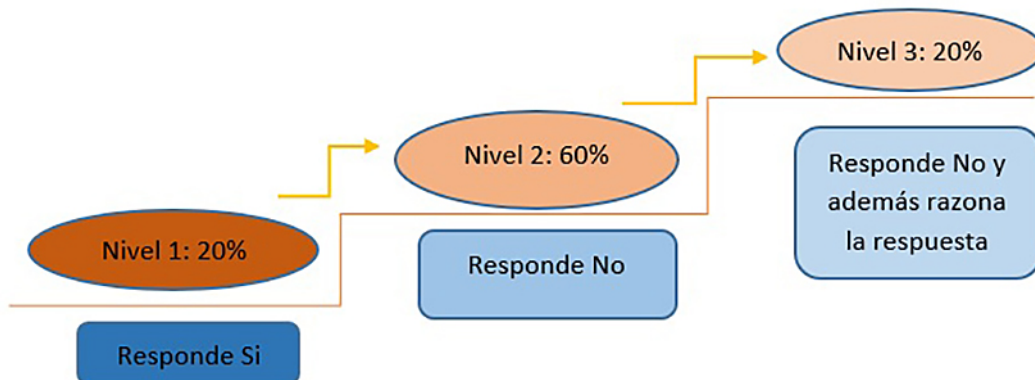 Nivel 3: 20%
Nivel 2: 60%
Responde No y
además razona
la respuesta
Nivel 1: 20%
Responde No
Responde Si